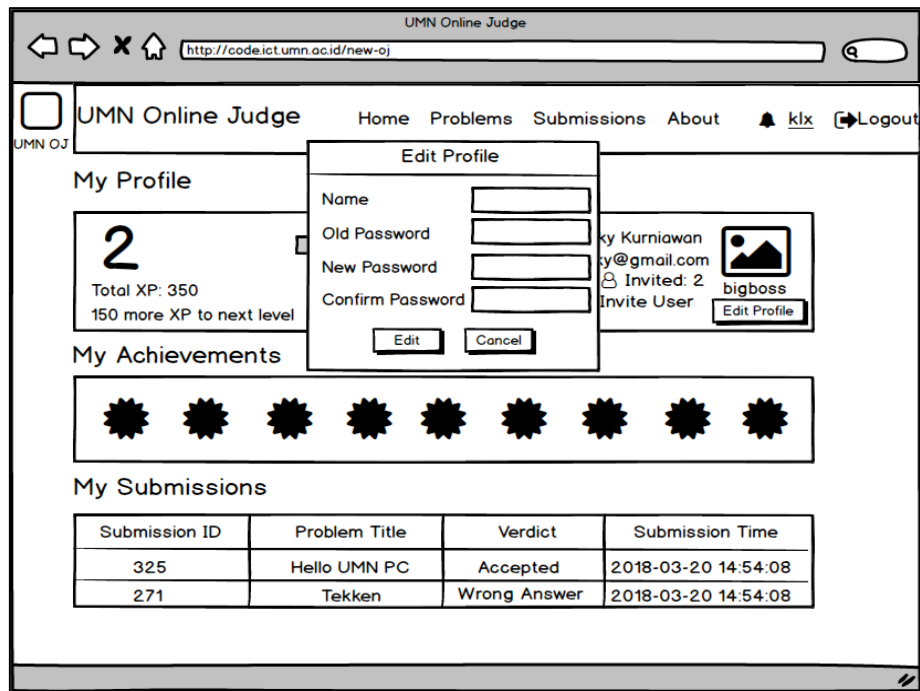 UMN Online Judge
http://code.ict.umn.ac.id/new-oj
UMN OJ
UMN Online Judge Home Problems Submissions About klx Logout
My Profile
2
Total XP: 350
150 more XP to next level
Edit Profile
Name
Old Password
New Password
Confirm Password
Edit Cancel
Kurniawan
@gmail.com
Invited: 2
Invite User
bigboss
Edit Profile
My Achievements
My Submissions
Submission ID Problem Title Verdict Submission Time
325 Hello UMN PC Accepted 2018-03-20 14:54:08
271 Tekken Wrong Answer 2018-03-20 14:54:08